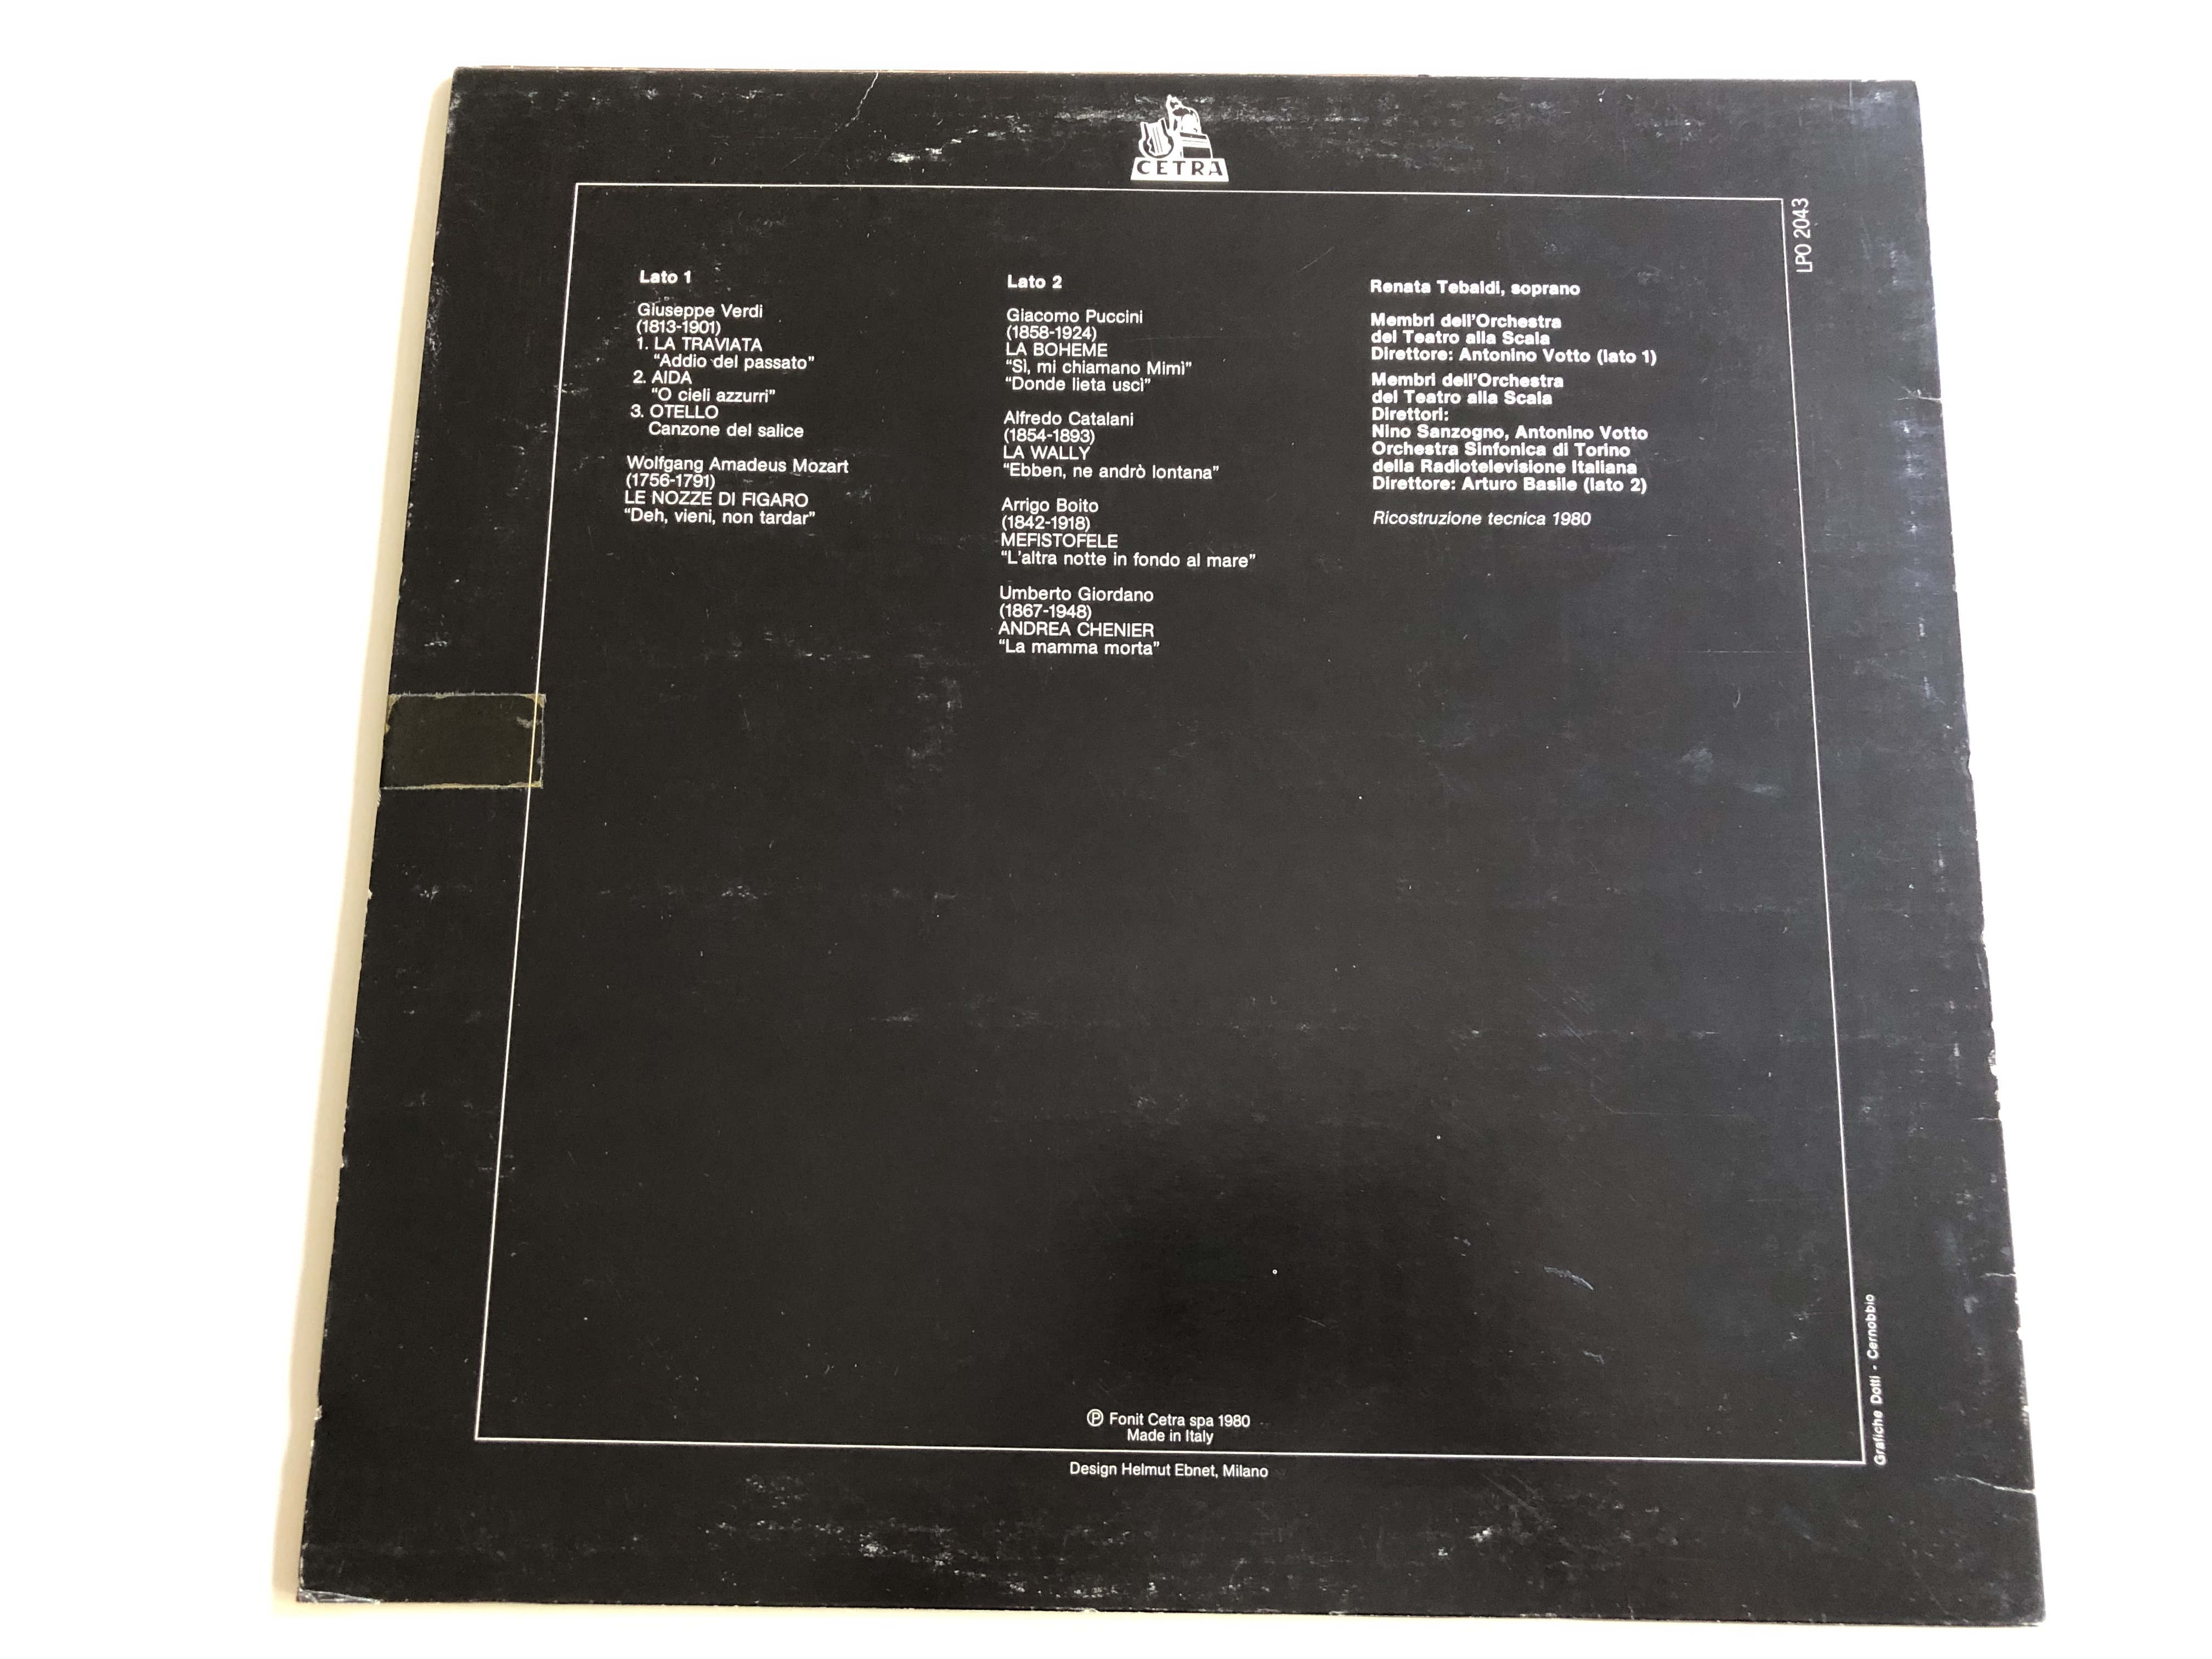 CETRA
LPO 2043
Lato 1
Giuseppe Verdi
(1813-1901)
1. LA TRAVIATA
“Addio del passato”
2. AIDA
“O cieli azzurri”
3. OTELLO
Canzone del salice
Wolfgang Amadeus Mozart
(1756-1791)
LE NOZZE DI FIGARO
“Deh, vieni, non tardar”
Lato 2
Giacomo Puccini
(1858-1924)
LA BOHEME
“Sì, mi chiamano Mimì”
“Donde lieta uscì”
Alfredo Catalani
(1854-1893)
LA WALLY
“Ebben, ne andrò lontana”
Arrigo Boito
(1842-1918)
MEFISTOFELE
“L’altra notte in fondo al mare”
Umberto Giordano
(1867-1948)
ANDREA CHENIER
“La mamma morta”
Renata Tebaldi, soprano
Membri dell’Orchestra
del Teatro alla Scala
Direttore: Antonino Votto (lato 1)
Membri dell’Orchestra
del Teatro alla Scala
Direttori:
Nino Sanzogno, Antonino Votto
Orchestra Sinfonica di Torino
della Radiotelevisione Italiana
Direttore: Arturo Basile (lato 2)
Ricostruzione tecnica 1980
Ⓟ Fonit Cetra spa 1980
Made in Italy
Design Helmut Ebnet, Milano
Grafiche Dotti - Cernobbio